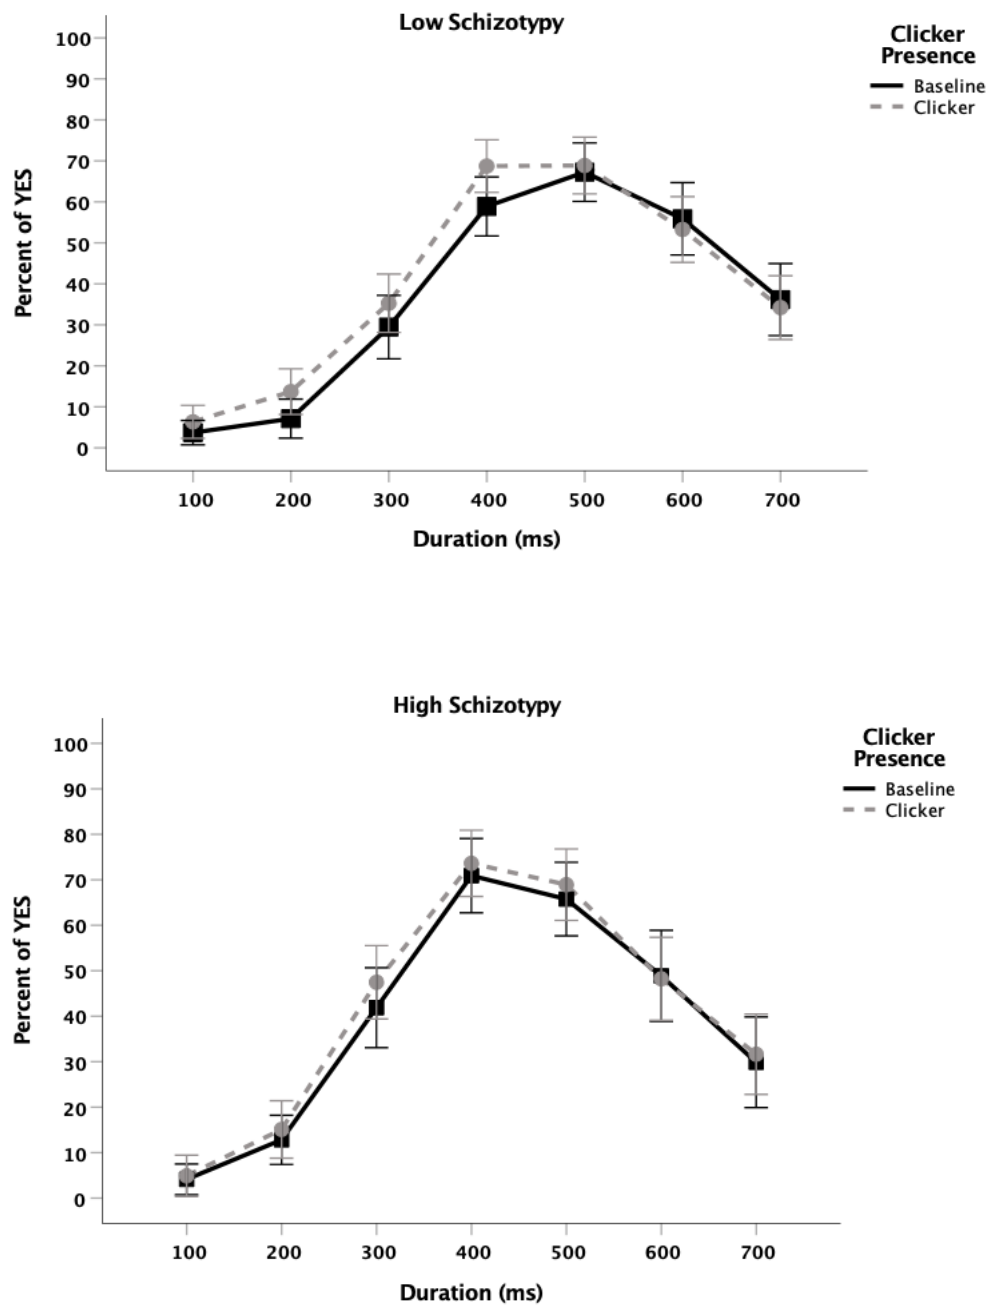 Low Schizotypy
Clicker
Presence
Baseline
Clicker
Percent of YES
100
90
80
70
60
50
40
30
20
10
0
100 200 300 400 500 600 700
Duration (ms)
High Schizotypy
Clicker
Presence
Baseline
Clicker
Percent of YES
100
90
80
70
60
50
40
30
20
10
0
100 200 300 400 500 600 700
Duration (ms)